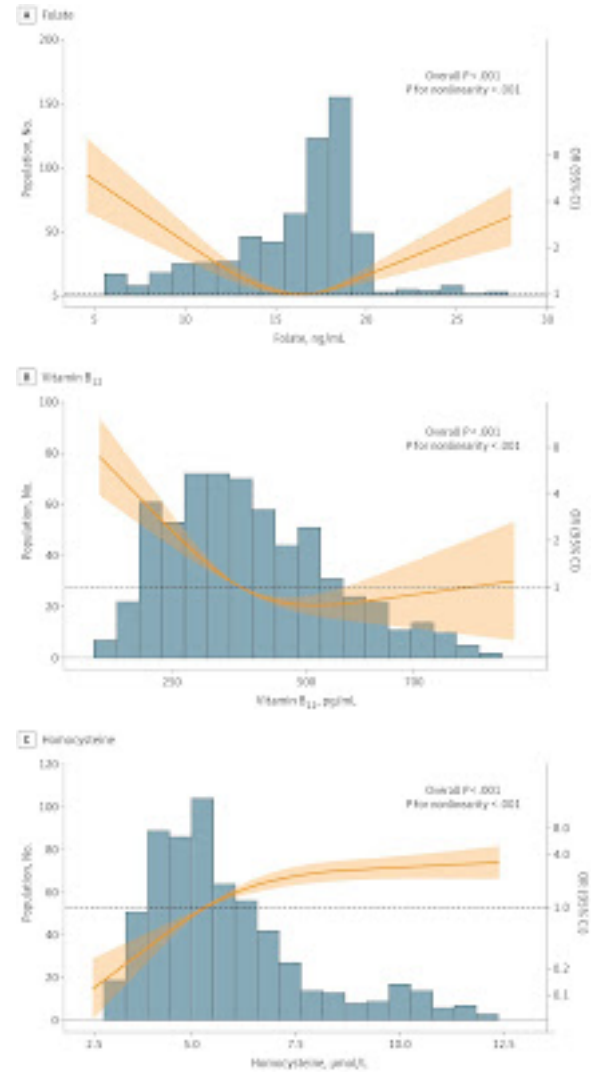 A Folate
200
150
100
50
5
Population, No.
Overall P < .001
P for nonlinearity < .001
8
4
2
1
OR (95% CI)
5 10 15 20 25 30
Folate, ng/mL
B Vitamin B12
100
80
60
40
20
0
Population, No.
Overall P < .001
P for nonlinearity < .001
8
4
2
1
OR (95% CI)
250 500 700
Vitamin B12, pg/mL
C Homocysteine
120
100
80
60
40
20
0
Population, No.
Overall P < .001
P for nonlinearity < .001
8.0
4.0
1.0
0.2
0.1
OR (95% CI)
2.5 5.0 7.5 10.0 12.5
Homocysteine, μmol/L